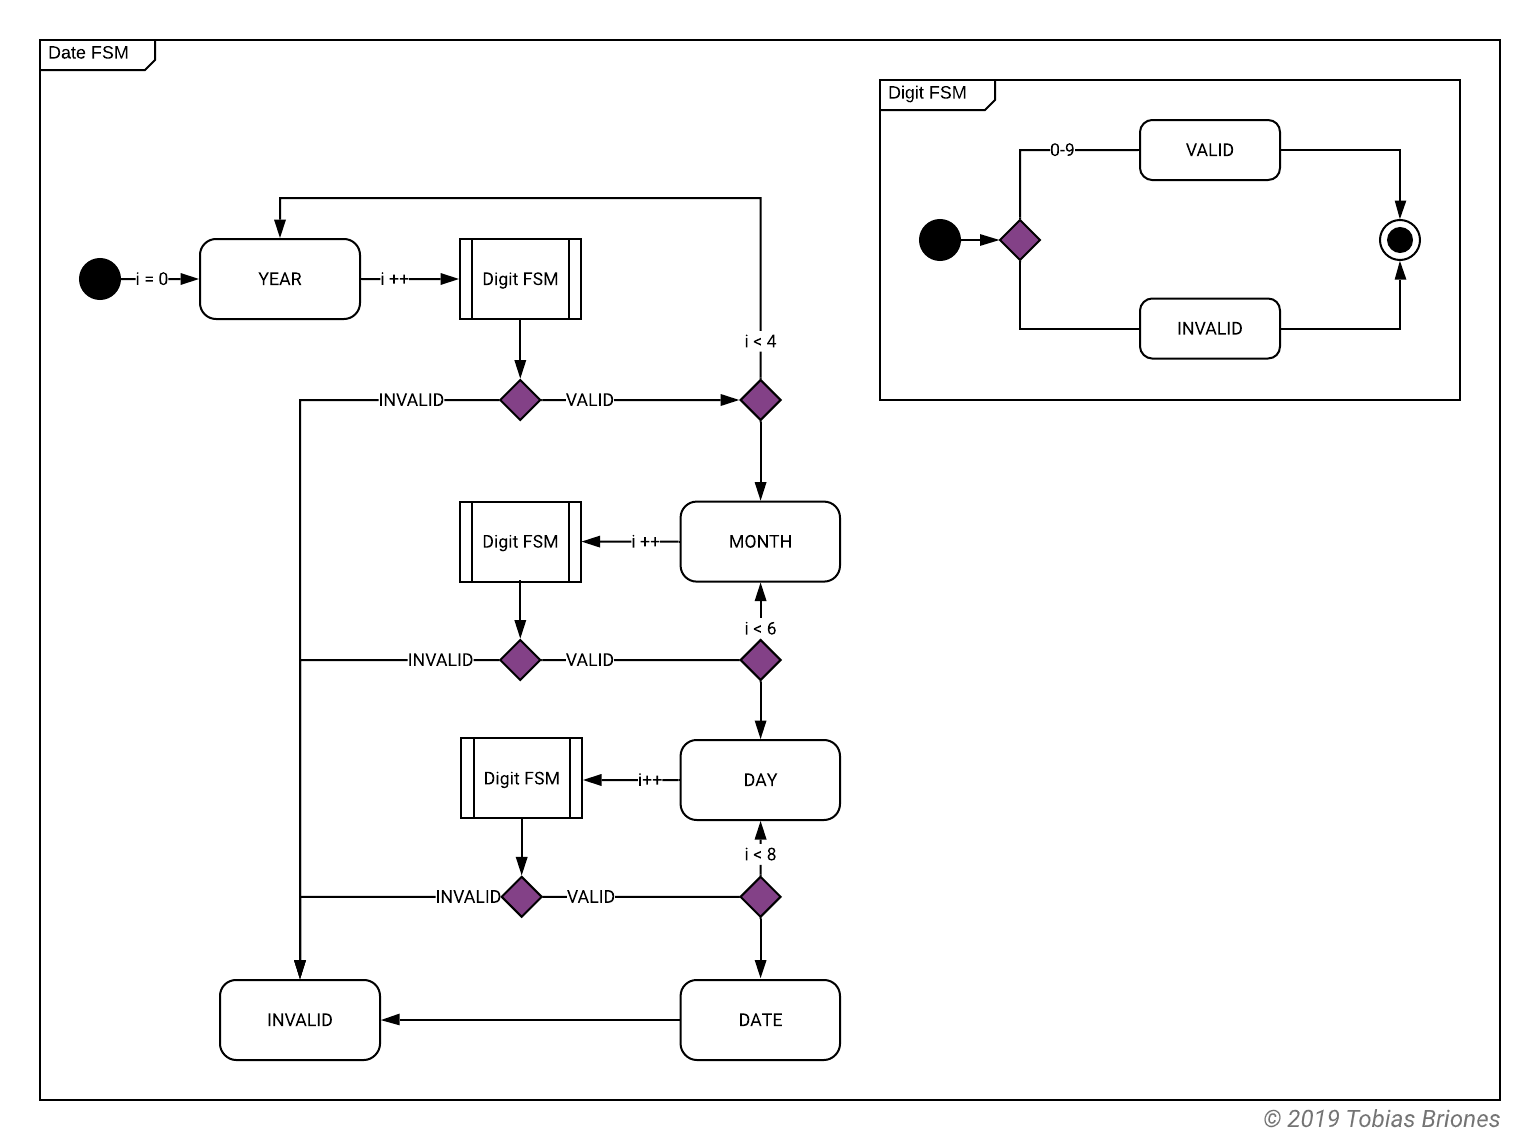 Date FSM
Digit FSM
0-9
VALID
INVALID
i = 0
YEAR
i ++
Digit FSM
i < 4
INVALID
VALID
Digit FSM
i ++
MONTH
i < 6
INVALID
VALID
Digit FSM
i++
DAY
i < 8
INVALID
VALID
INVALID
DATE
© 2019 Tobias Briones